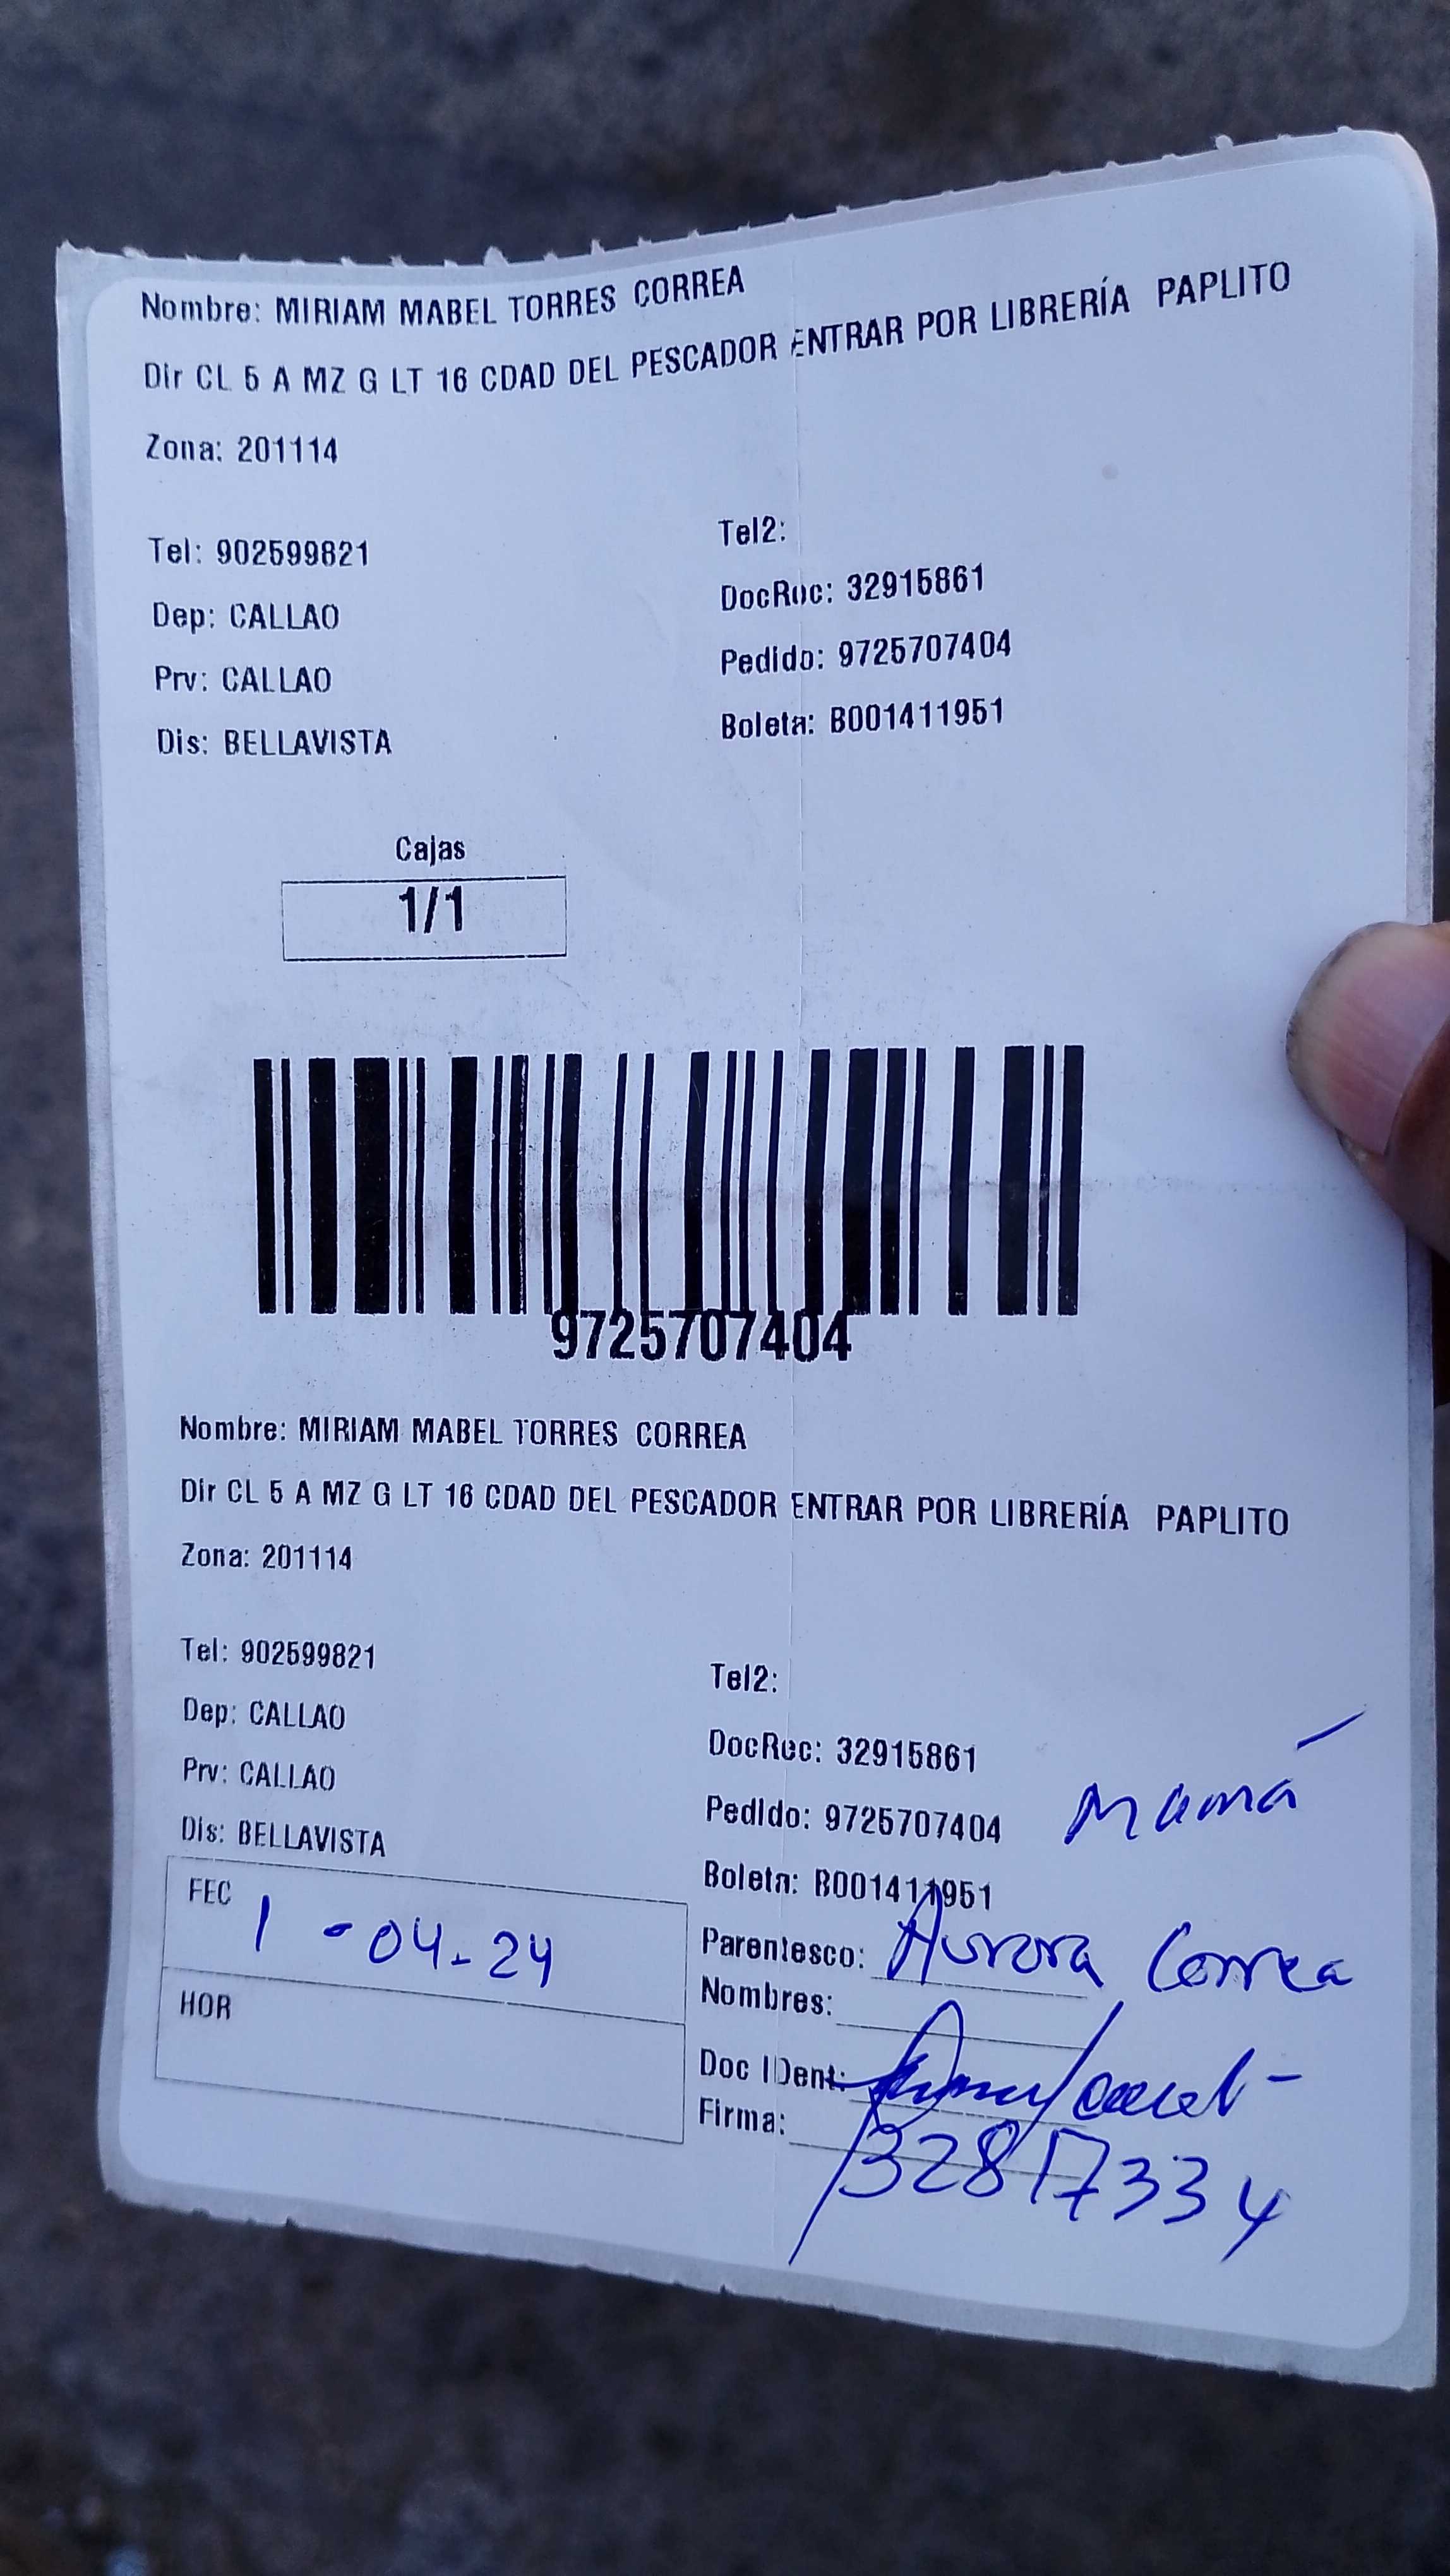 Nombre: MIRIAM MABEL TORRES CORREA
Dir CL 5 A MZ G LT 16 CDAD DEL PESCADOR ENTRAR POR LIBRERÍA PAPLITO
Zona: 201114
Tel: 902599821
Tel2:
Dep: CALLAO
DocRec: 32915861
Prv: CALLAO
Pedido: 9725707404
Dis: BELLAVISTA
Boleta: B001411951
Cajas
1/1
9725707404
Nombre: MIRIAM MABEL TORRES CORREA
Dir CL 5 A MZ G LT 16 CDAD DEL PESCADOR ENTRAR POR LIBRERÍA PAPLITO
Zona: 201114
Tel: 902599821
Tel2:
Dep: CALLAO
DocRec: 32915861
Prv: CALLAO
Pedido: 9725707404 Mamá
Dis: BELLAVISTA
Boleta: B001411951
FEC 1 - 04-24
Parentesco: Aurora Correa
Nombres:
HOR
Doc IDent:
Firma: 32817334